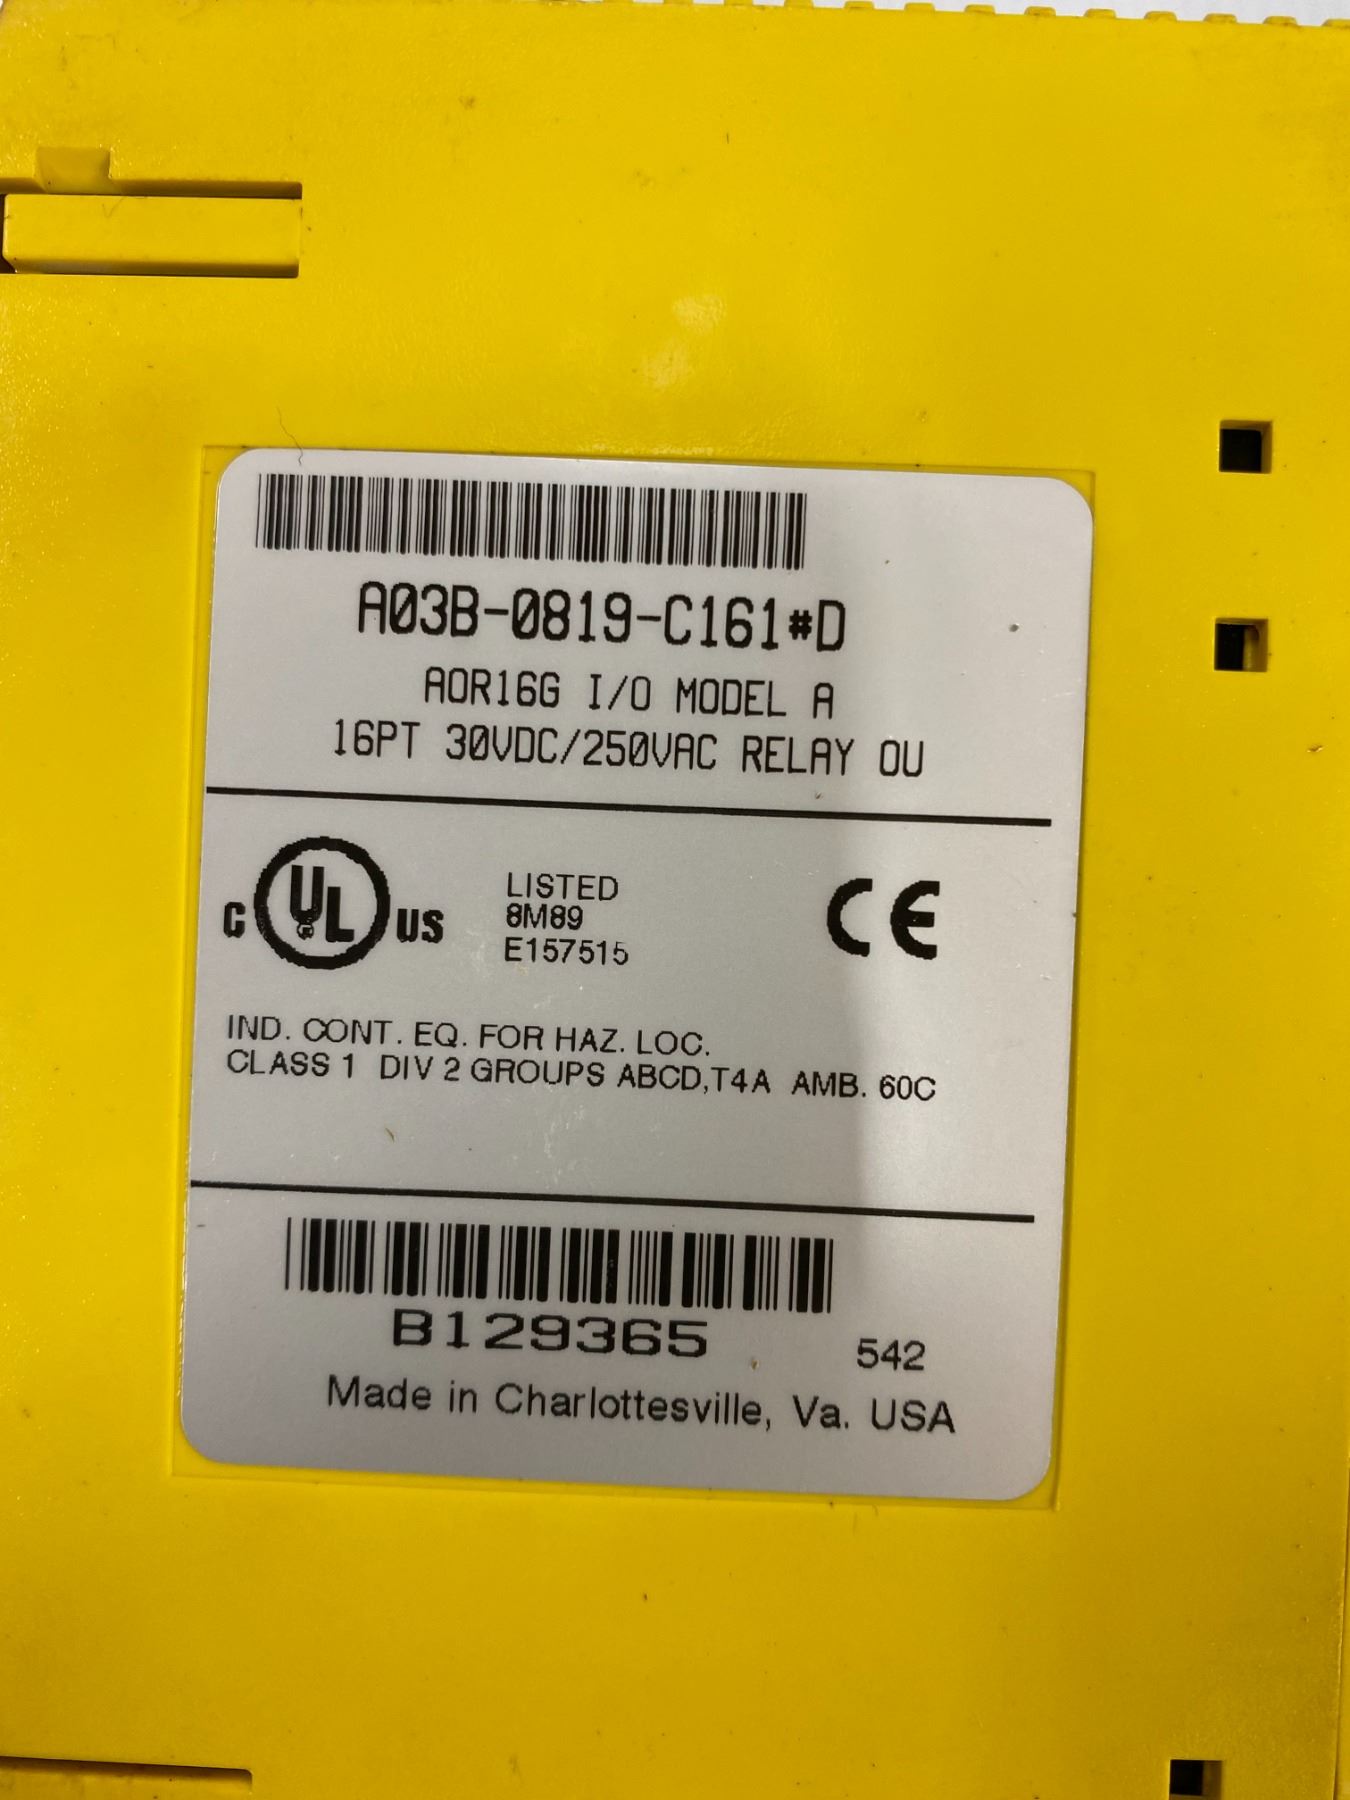 A03B-0819-C161#D
AOR16G I/O MODEL A
16PT 30VDC/250VAC RELAY OU
C UL US
LISTED
8M89
E157515
CE
IND. CONT. EQ. FOR HAZ. LOC.
CLASS 1 DIV 2 GROUPS ABCD,T4A AMB. 60C
B129365
542
Made in Charlottesville, Va. USA